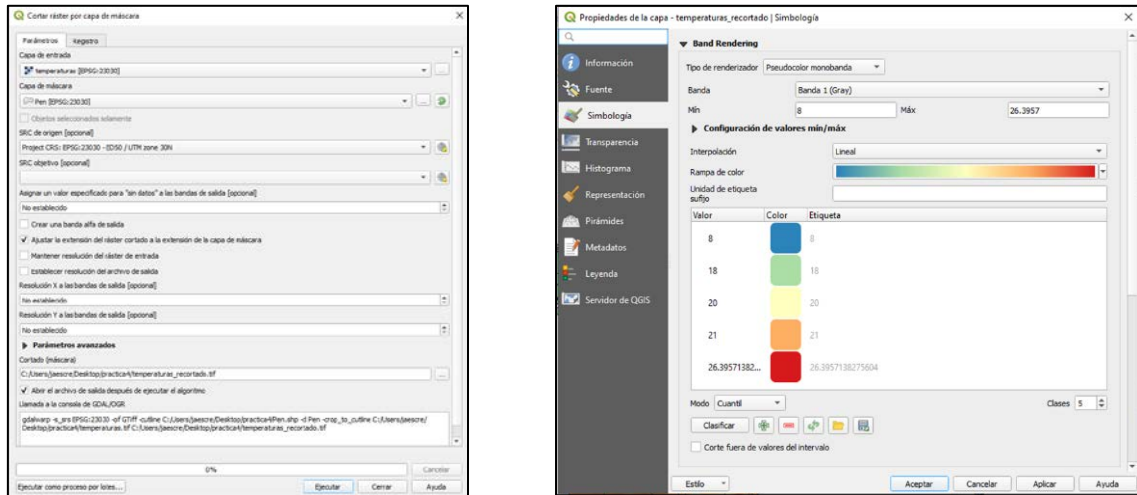 Cortar ráster por capa de máscara
Parámetros Registro
Capa de entrada
temperaturas [EPSG:23030]
Capa de máscara
Pen [EPSG:23030]
Objetos seleccionados solamente
SRC de origen [opcional]
Project CRS: EPSG:23030 - ED50 / UTM zone 30N
SRC objetivo [opcional]
Asignar un valor especificado para "sin datos" a las bandas de salida [opcional]
No establecido
Crear una banda alfa de salida
Ajustar la extensión del ráster cortado a la extensión de la capa de máscara
Mantener resolución del ráster de entrada
Establecer resolución del archivo de salida
Resolución X a las bandas de salida [opcional]
No establecido
Resolución Y a las bandas de salida [opcional]
No establecido
Parámetros avanzados
Cortado (máscara)
C:/Users/jaescre/Desktop/practica4/temperaturas_recortado.tif
Abrir el archivo de salida después de ejecutar el algoritmo
Llamada a la consola de GDAL/OGR
gdalwarp -s_srs EPSG:23030 -of GTiff -cutline C:/Users/jaescre/Desktop/practica4/Pen.shp -cl Pen -crop_to_cutline C:/Users/jaescre/
Desktop/practica4/temperaturas.tif C:/Users/jaescre/Desktop/practica4/temperaturas_recortado.tif
0%
Cancelar
Ejecutar como proceso por lotes...
Ejecutar
Cerrar
Ayuda
Propiedades de la capa - temperaturas_recortado | Simbología
Información
Fuente
Simbología
Transparencia
Histograma
Representación
Pirámides
Metadatos
Leyenda
Servidor de QGIS
Band Rendering
Tipo de renderizador Pseudocolor monobanda
Banda Banda 1 (Gray)
Mín 8 Máx 26.3957
Configuración de valores mín/máx
Interpolación Lineal
Rampa de color
Unidad de etiqueta
sufijo
Valor Color Etiqueta
8 8
18 18
20 20
21 21
26.39571382... 26.3957138275604
Modo Cuantil Clases 5
Clasificar
Corte fuera de valores del intervalo
Estilo Aceptar Cancelar Aplicar Ayuda